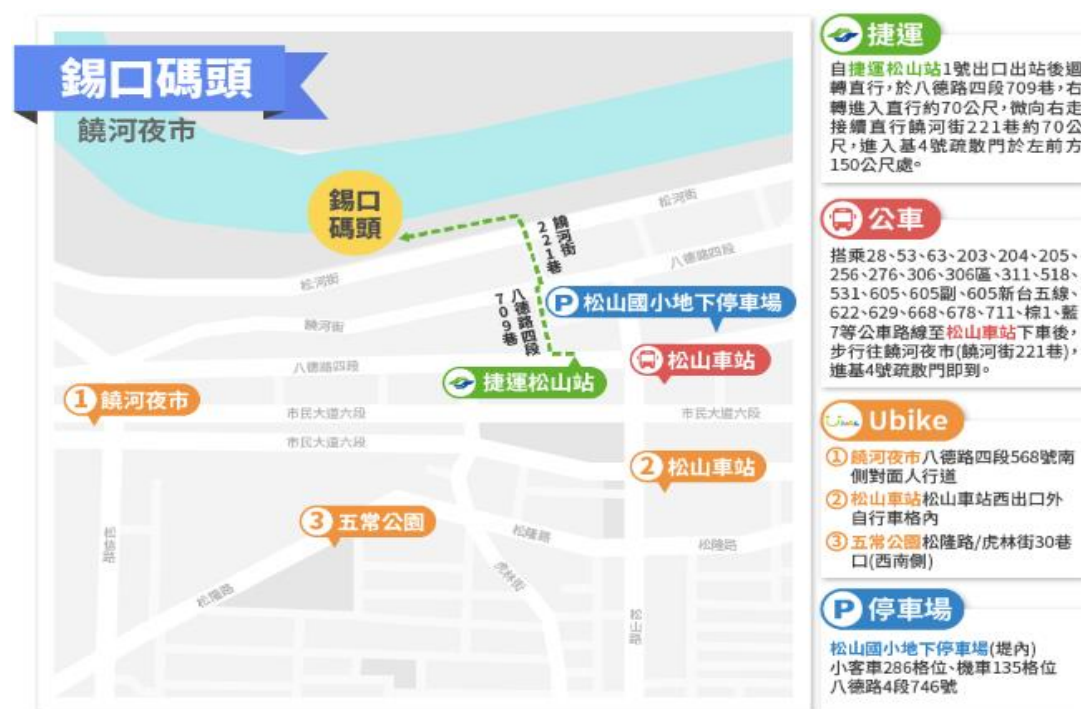 錫口碼頭
饒河夜市
錫口
碼頭
饒河街
221巷
松河街
八德路四段
松河街
八德路四段
709巷
P 松山國小地下停車場
饒河街
松山車站
八德路四段
捷運松山站
1 饒河夜市
市民大道六段
市民大道六段
市民大道六段
2 松山車站
3 五常公園
松信路
松隆路
松隆路
虎林街
松隆路
松山路
捷運
自捷運松山站1號出口出站後迴
轉直行,於八德路四段709巷,右
轉進入直行約70公尺,微向右走
接續直行饒河街221巷約70公
尺,進入基4號疏散門於左前方
150公尺處。
公車
搭乘28、53、63、203、204、205、
256、276、306、306區、311、518、
531、605、605副、605新台五線、
622、629、668、678、711、棕1、藍
7等公車路線至松山車站下車後,
步行往饒河夜市(饒河街221巷),
進基4號疏散門即到。
Ubike
①饒河夜市八德路四段568號南
側對面人行道
②松山車站松山車站西出口外
自行車格內
③五常公園松隆路/虎林街30巷
口(西南側)
P 停車場
松山國小地下停車場(堤內)
小客車286格位、機車135格位
八德路4段746號